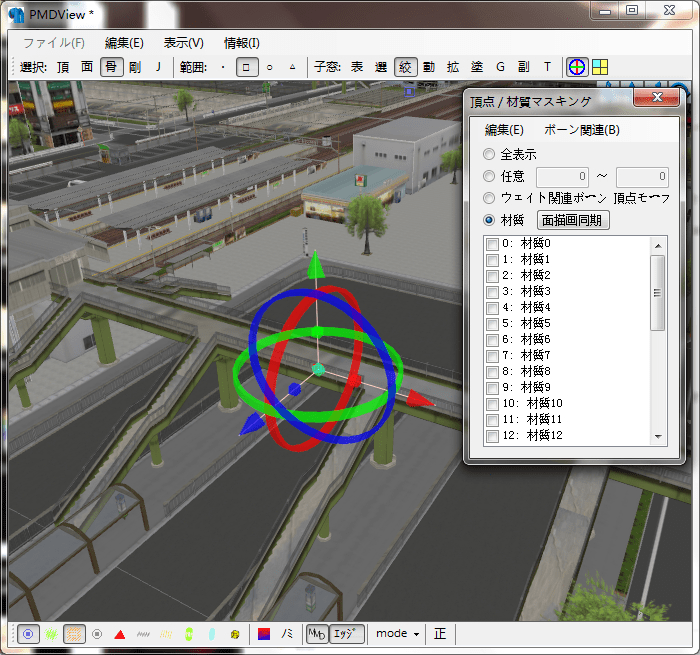 PMDView *
ファイル(F) 編集(E) 表示(V) 情報(I)
選択: 頂 面 骨 剛 J 範囲: ・ □ ○ △ 子窓: 表 選 絞 動 拡 塗 G 副 T
頂点 / 材質マスキング
編集(E) ボーン関連(B)
全表示
任意 0 ～ 0
ウェイト関連ボーン 頂点モーフ
材質 面描画同期
0: 材質0
1: 材質1
2: 材質2
3: 材質3
4: 材質4
5: 材質5
6: 材質6
7: 材質7
8: 材質8
9: 材質9
10: 材質10
11: 材質11
12: 材質12
ﾉﾐ MMD ｴｯｼﾞ mode 正